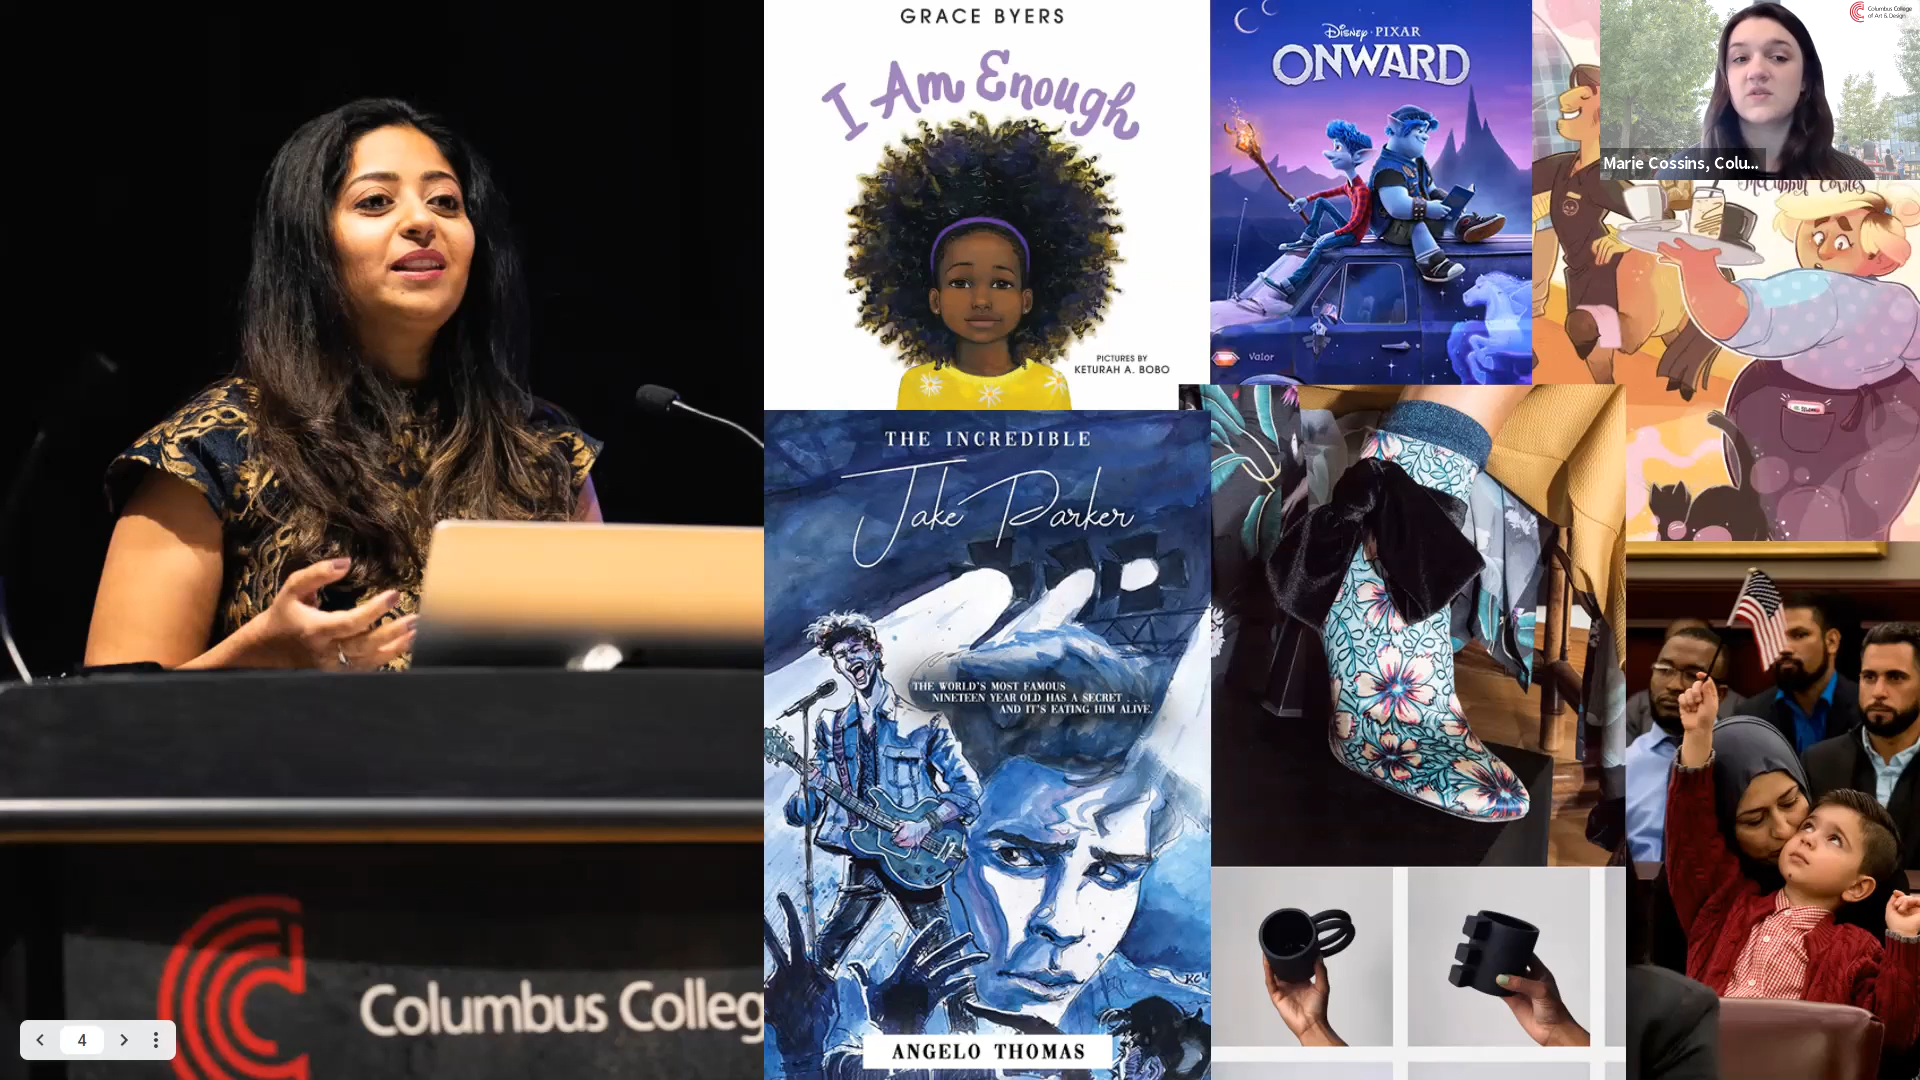 GRACE BYERS
I Am Enough
PICTURES BY
KETURAH A. BOBO
Disney · PIXAR
ONWARD
Valor
Columbus College
of Art & Design
Marie Cossins, Colu...
THE INCREDIBLE
Jake Parker
THE WORLD'S MOST FAMOUS
NINETEEN YEAR OLD HAS A SECRET . . .
AND IT'S EATING HIM ALIVE.
ANGELO THOMAS
Columbus Colleg
4